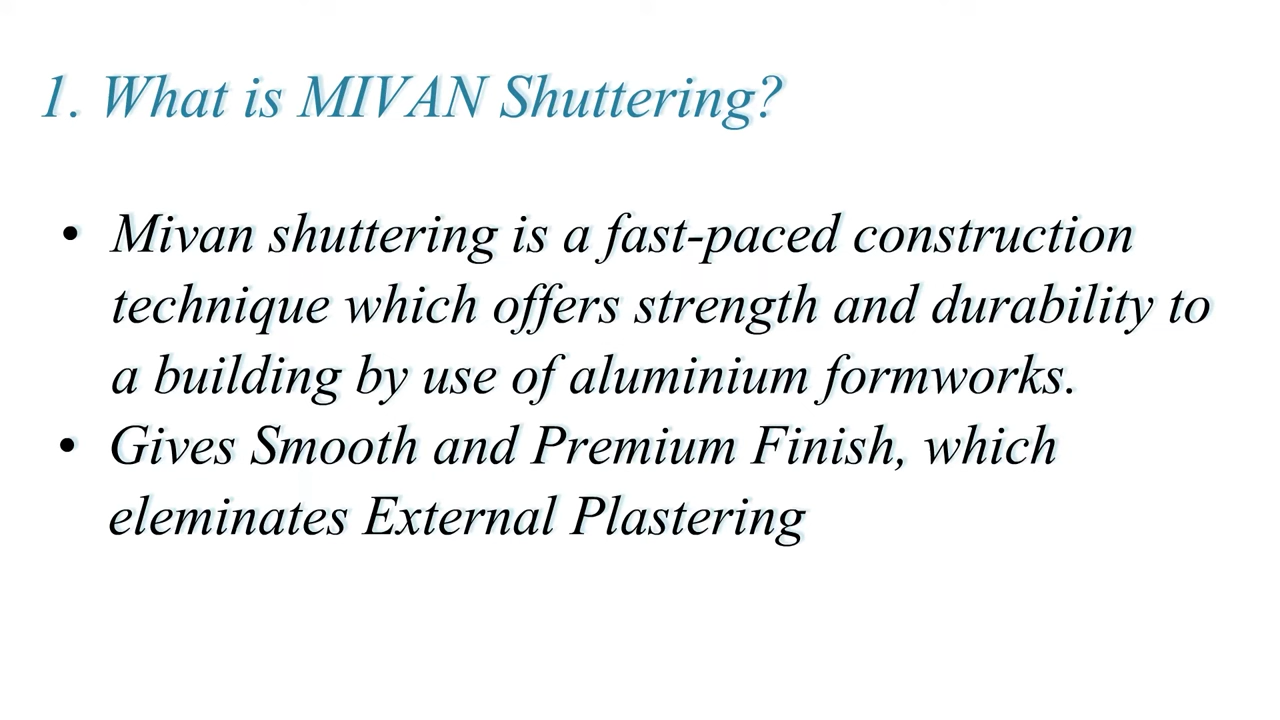 1. What is MIVAN Shuttering?
• Mivan shuttering is a fast-paced construction
technique which offers strength and durability to
a building by use of aluminium formworks.
• Gives Smooth and Premium Finish, which
eleminates External Plastering